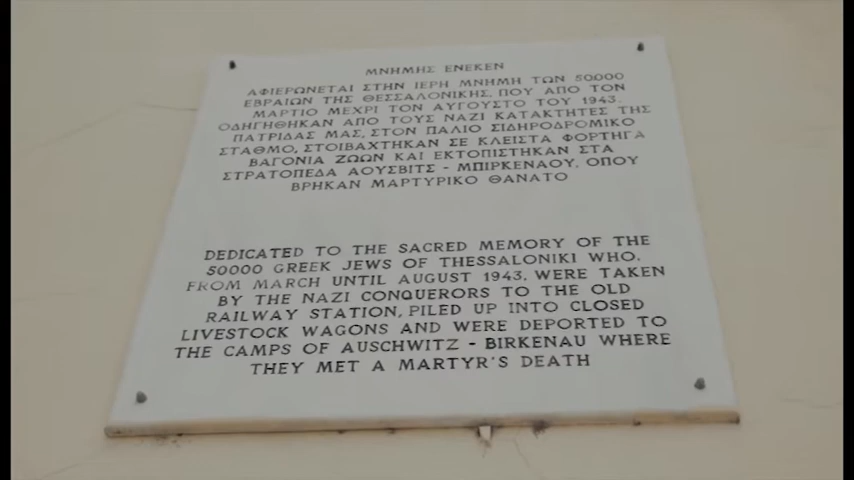 ΜΝΗΜΗΣ ΕΝΕΚΕΝ
ΑΦΙΕΡΩΝΕΤΑΙ ΣΤΗΝ ΙΕΡΗ ΜΝΗΜΗ ΤΩΝ 50000
ΕΒΡΑΙΩΝ ΤΗΣ ΘΕΣΣΑΛΟΝΙΚΗΣ, ΠΟΥ ΑΠΟ ΤΟΝ
ΜΑΡΤΙΟ ΜΕΧΡΙ ΤΟΝ ΑΥΓΟΥΣΤΟ ΤΟΥ 1943.
ΟΔΗΓΗΘΗΚΑΝ ΑΠΟ ΤΟΥΣ ΝΑΖΙ ΚΑΤΑΚΤΗΤΕΣ ΤΗΣ
ΠΑΤΡΙΔΑΣ ΜΑΣ, ΣΤΟΝ ΠΑΛΙΟ ΣΙΔΗΡΟΔΡΟΜΙΚΟ
ΣΤΑΘΜΟ, ΣΤΟΙΒΑΧΤΗΚΑΝ ΣΕ ΚΛΕΙΣΤΑ ΦΟΡΤΗΓΑ
ΒΑΓΟΝΙΑ ΖΩΩΝ ΚΑΙ ΕΚΤΟΠΙΣΤΗΚΑΝ ΣΤΑ
ΣΤΡΑΤΟΠΕΔΑ ΑΟΥΣΒΙΤΣ - ΜΠΙΡΚΕΝΑΟΥ, ΟΠΟΥ
ΒΡΗΚΑΝ ΜΑΡΤΥΡΙΚΟ ΘΑΝΑΤΟ
DEDICATED TO THE SACRED MEMORY OF THE
50000 GREEK JEWS OF THESSALONIKI WHO.
FROM MARCH UNTIL AUGUST 1943. WERE TAKEN
BY THE NAZI CONQUERORS TO THE OLD
RAILWAY STATION, PILED UP INTO CLOSED
LIVESTOCK WAGONS AND WERE DEPORTED TO
THE CAMPS OF AUSCHWITZ - BIRKENAU WHERE
THEY MET A MARTYR'S DEATH